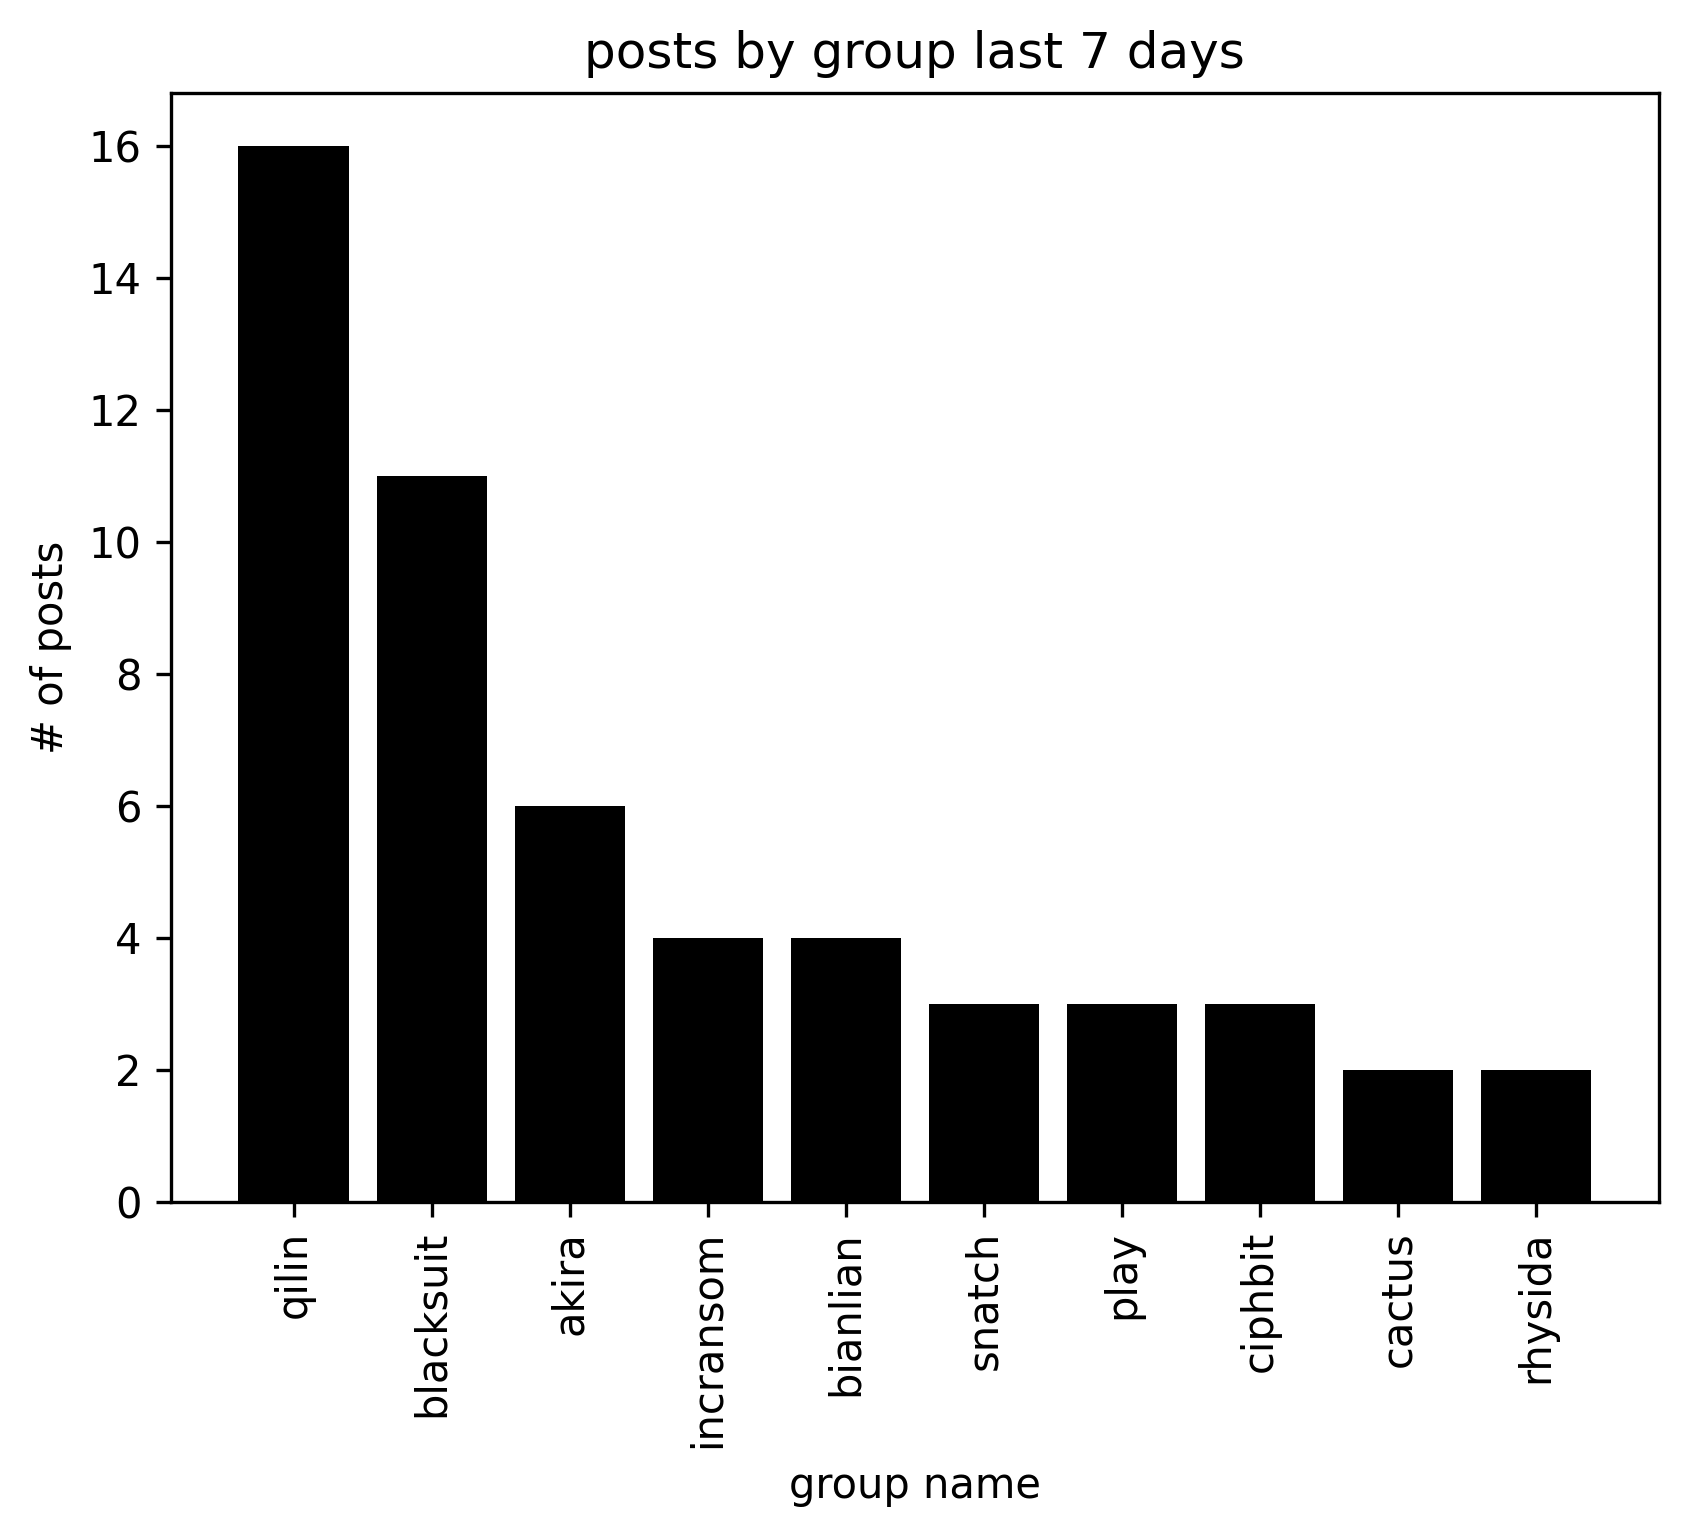 posts by group last 7 days
16
14
12
10
8
6
4
2
0
# of posts
qilin
blacksuit
akira
incransom
bianlian
snatch
play
ciphbit
cactus
rhysida
group name